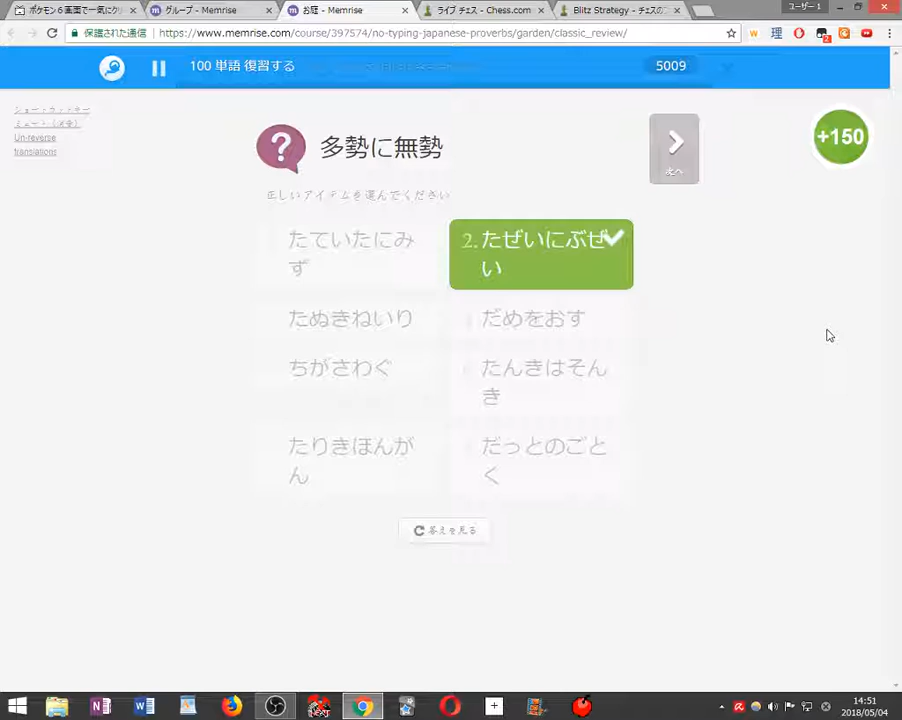 ポケモン６画面で一気にク
グループ - Memrise
お庭 - Memrise
ライブ チェス - Chess.com
Blitz Strategy - チェスのブ
ユーザー 1
保護された通信
https://www.memrise.com/course/397574/no-typing-japanese-proverbs/garden/classic_review/
100 単語 復習する
5009
Un-reverse
translations
多勢に無勢
次へ
+150
正しいアイテムを選んでください
たていたにみ
ず
2. たぜいにぶぜ
い
たぬきねいり
だめをおす
ちがさわぐ
たんきはそん
き
たりきほんが
ん
だっとのごと
く
答えを見る
14:51
2018/05/04